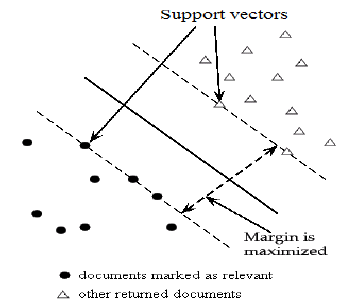 Support vectors
Margin is
maximized
documents marked as relevant
other returned documents